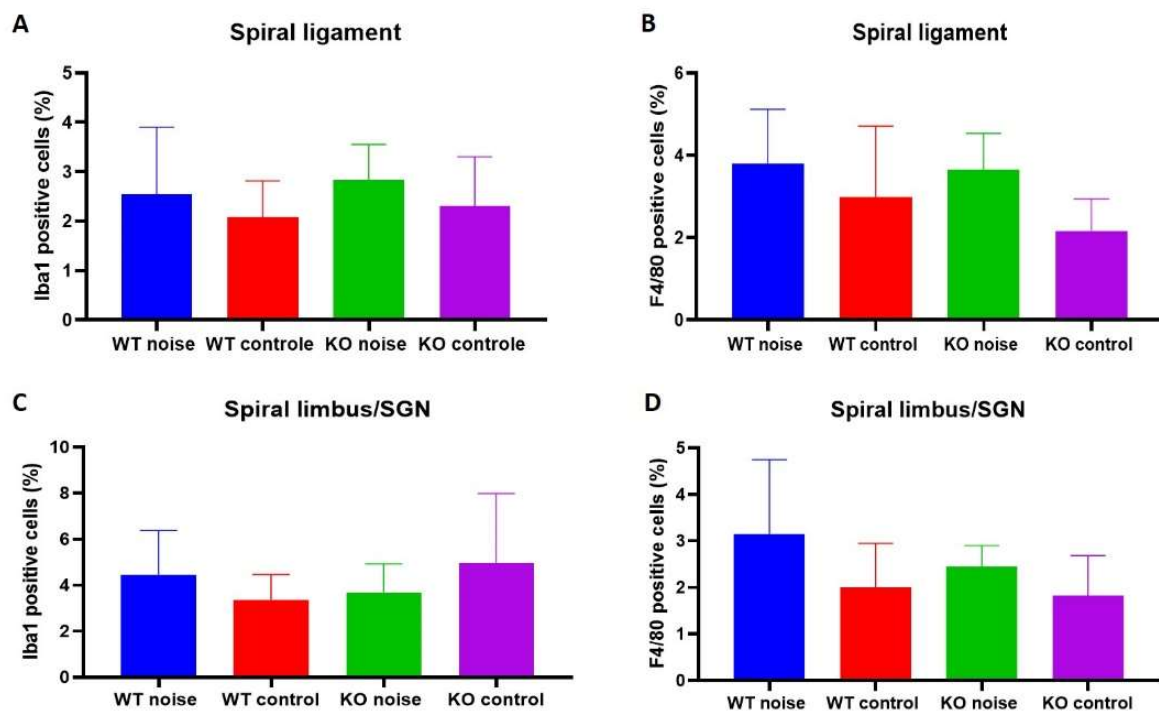 A
Spiral ligament
Iba1 positive cells (%)
5
4
3
2
1
0
WT noise WT controle KO noise KO controle
B
Spiral ligament
F4/80 positive cells (%)
6
4
2
0
WT noise WT control KO noise KO control
C
Spiral limbus/SGN
Iba1 positive cells (%)
10
8
6
4
2
0
WT noise WT control KO noise KO control
D
Spiral limbus/SGN
F4/80 positive cells (%)
5
4
3
2
1
0
WT noise WT control KO noise KO control